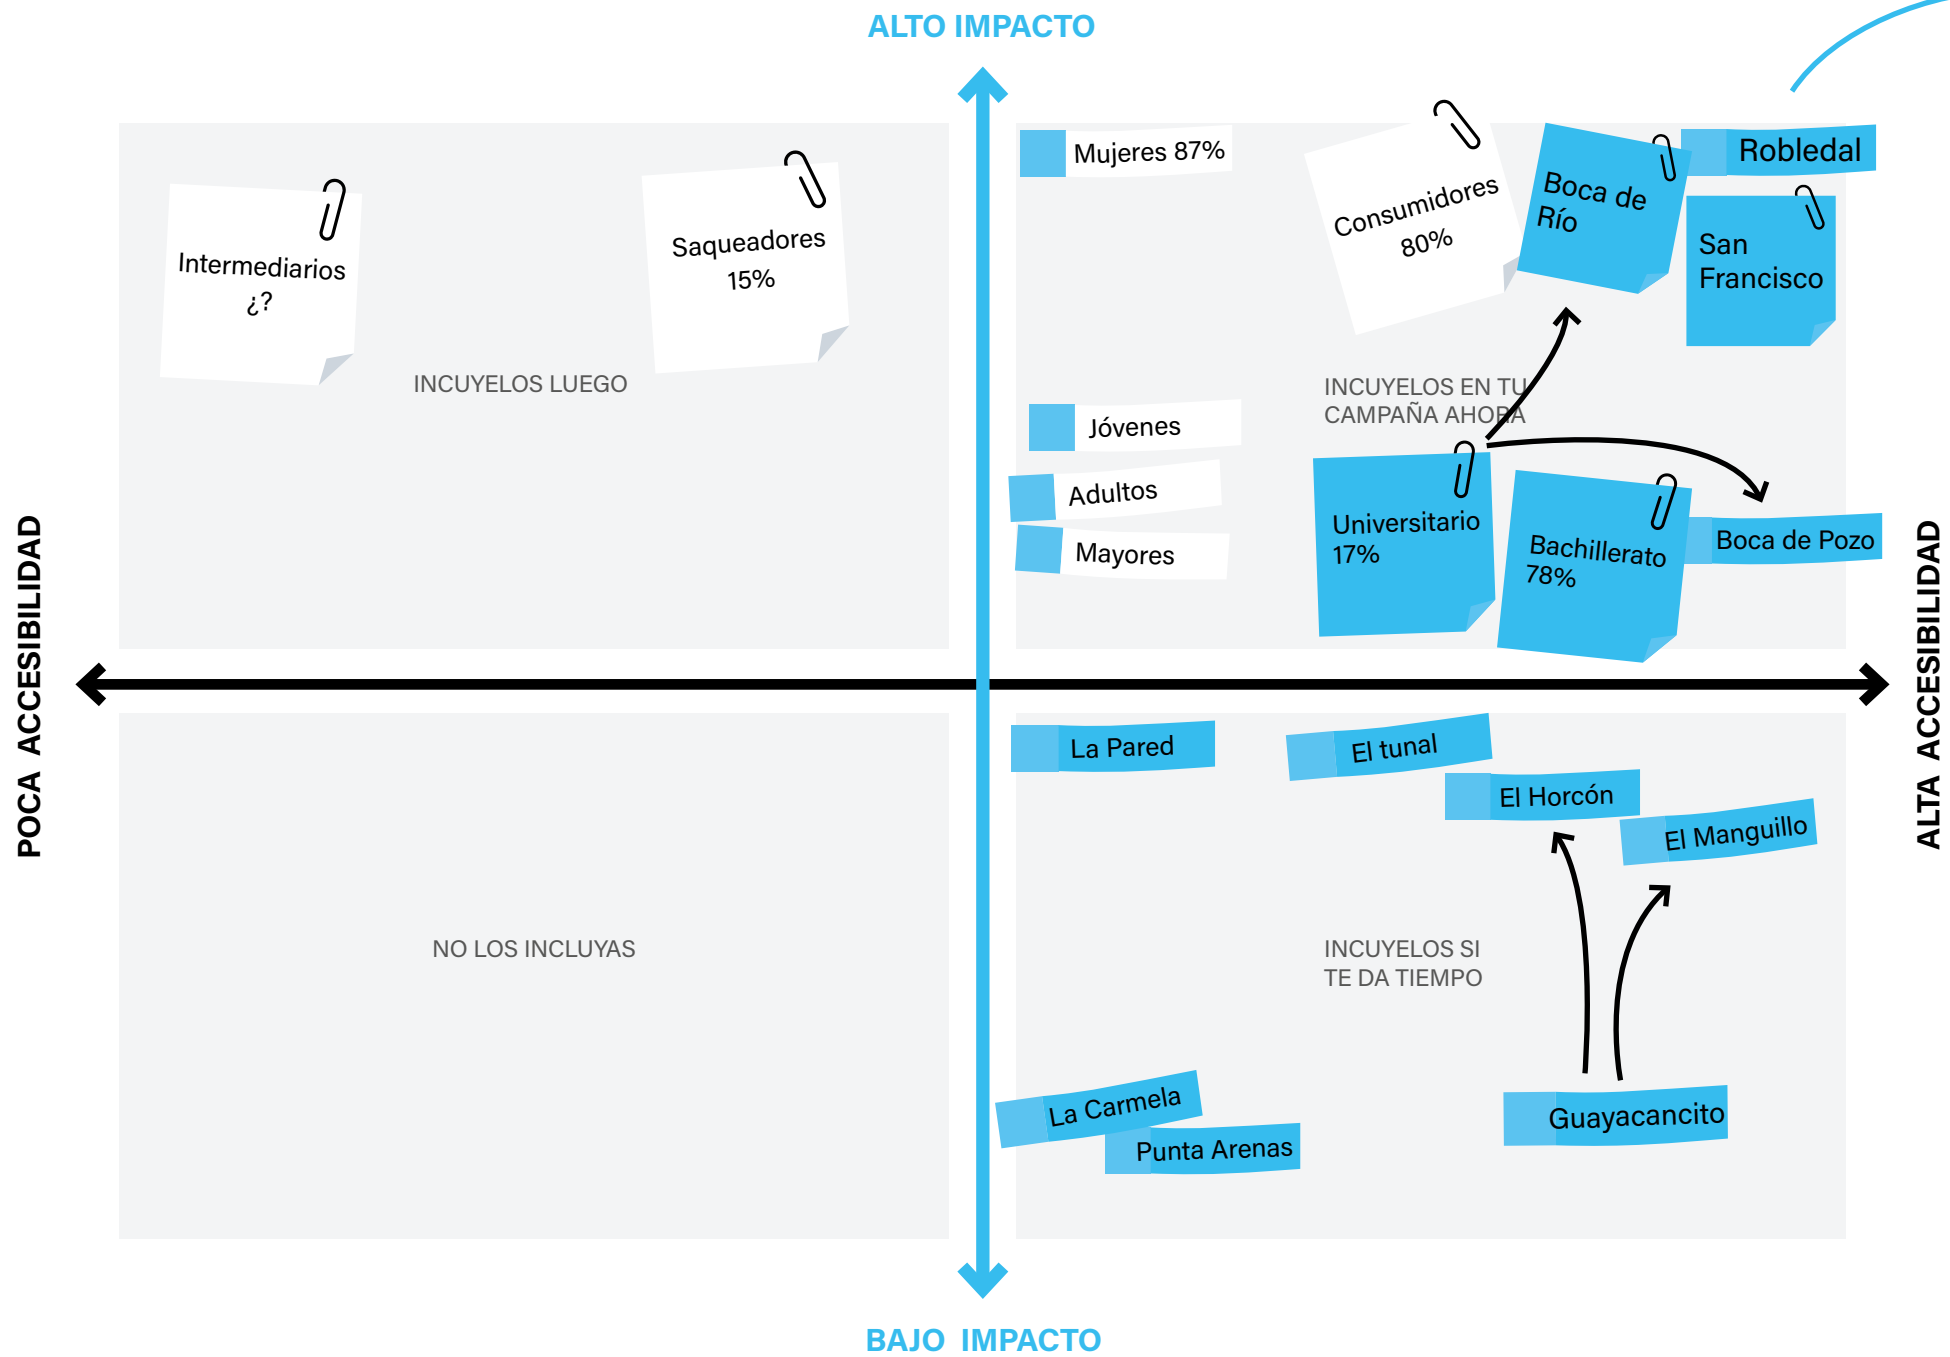 ALTO IMPACTO
Intermediarios
¿?
Saqueadores
15%
INCUYELOS LUEGO
Mujeres 87%
Consumidores
80%
Boca de
Río
Robledal
San
Francisco
Jóvenes
Adultos
Mayores
INCUYELOS EN TU
CAMPAÑA AHORA
Universitario
17%
Bachillerato
78%
Boca de Pozo
POCA ACCESIBILIDAD
ALTA ACCESIBILIDAD
NO LOS INCLUYAS
La Pared
El tunal
El Horcón
El Manguillo
INCUYELOS SI
TE DA TIEMPO
La Carmela
Punta Arenas
Guayacancito
BAJO IMPACTO